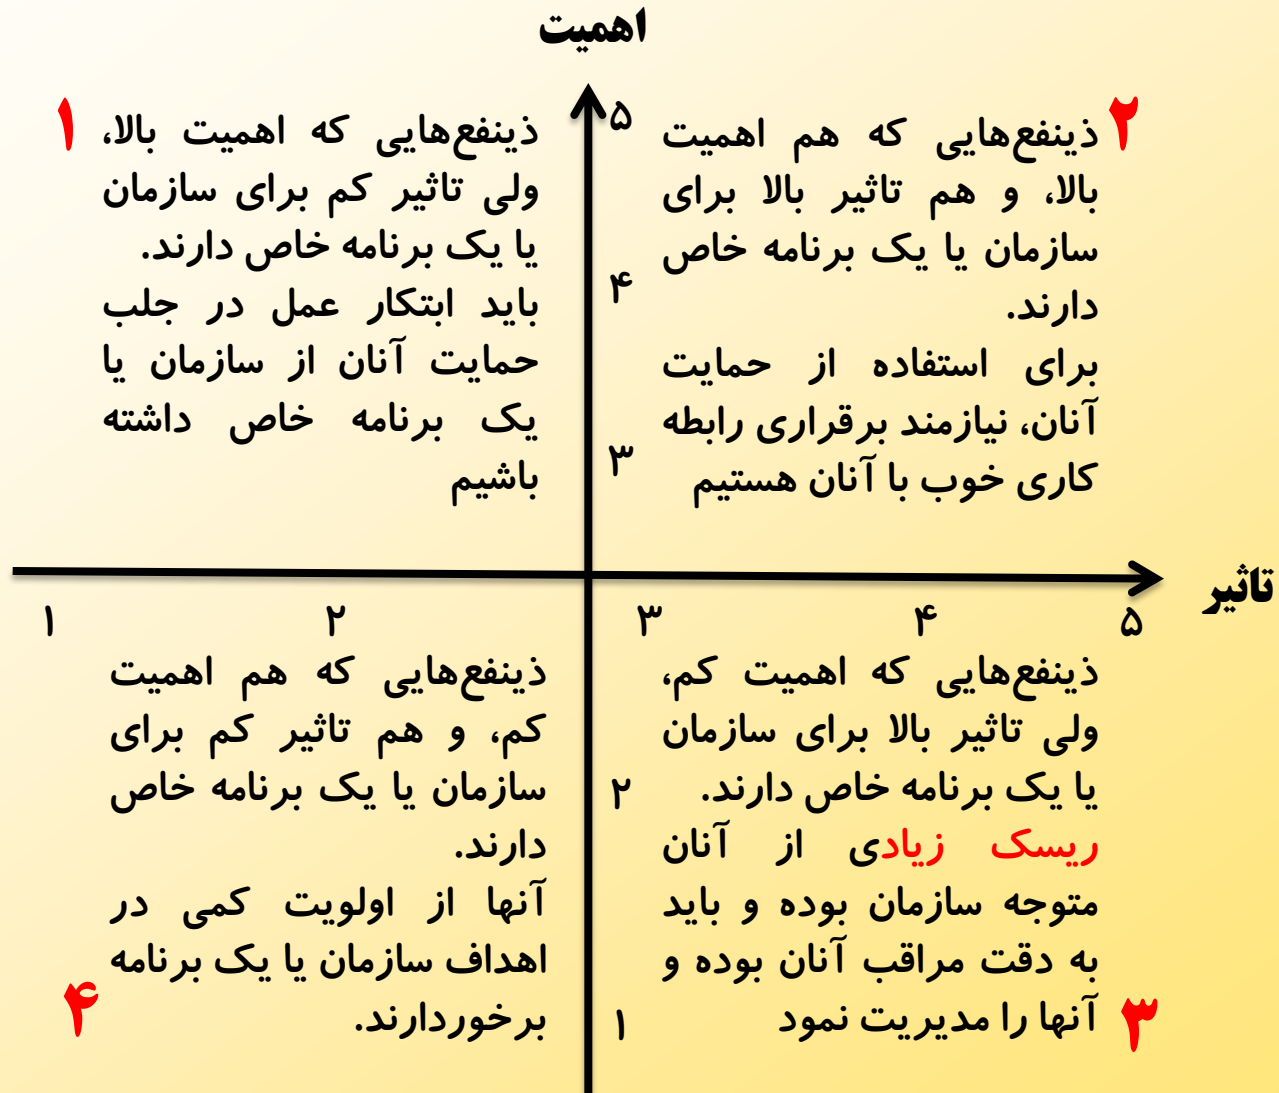 اهمیت
۲
ذینفع‌هایی که هم اهمیت
بالا، و هم تاثیر بالا برای
سازمان یا یک برنامه خاص
دارند.
برای استفاده از حمایت
آنان، نیازمند برقراری رابطه
کاری خوب با آنان هستیم
۵
۴
۳
۱
ذینفع‌هایی که اهمیت بالا،
ولی تاثیر کم برای سازمان
یا یک برنامه خاص دارند.
باید ابتکار عمل در جلب
حمایت آنان از سازمان یا
یک برنامه خاص داشته
باشیم
تاثیر
۱ ۲ ۳ ۴ ۵
ذینفع‌هایی که اهمیت کم،
ولی تاثیر بالا برای سازمان
یا یک برنامه خاص دارند.
ریسک زیادی از آنان
متوجه سازمان بوده و باید
به دقت مراقب آنان بوده و
آنها را مدیریت نمود
۳
۲
۱
ذینفع‌هایی که هم اهمیت
کم، و هم تاثیر کم برای
سازمان یا یک برنامه خاص
دارند.
آنها از اولویت کمی در
اهداف سازمان یا یک برنامه
برخوردارند.
۴